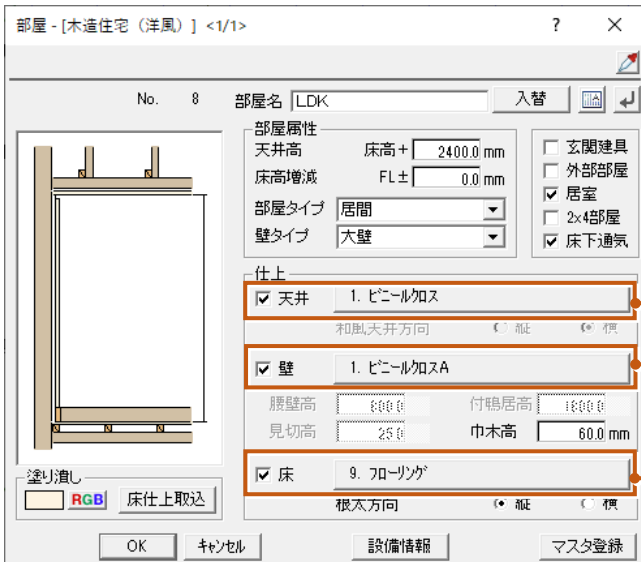 部屋 - [木造住宅（洋風）] <1/1>
? ×
No. 8 部屋名 LDK 入替
部屋属性
天井高 床高+ 2400.0 mm
床高増減 FL± 0.0 mm
部屋タイプ 居間
壁タイプ 大壁
玄関建具
外部部屋
居室
2x4部屋
床下通気
仕上
天井 1. ﾋﾞﾆｰﾙｸﾛｽ
和風天井方向 縦 横
壁 1. ﾋﾞﾆｰﾙｸﾛｽA
腰壁高 800.0 付鴨居高 1800.0
見切高 25.0 巾木高 60.0 mm
床 9. ﾌﾛｰﾘﾝｸﾞ
根太方向 縦 横
塗り潰し
RGB 床仕上取込
OK ｷｬﾝｾﾙ 設備情報 マスタ登録